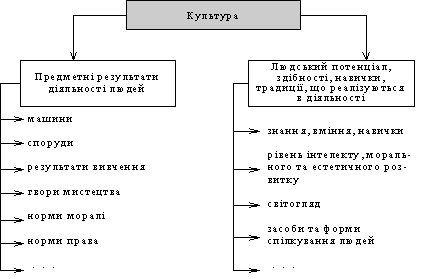 Культура
Предметні результати
діяльності людей
машини
споруди
результати вивчення
твори мистецтва
норми моралі
норми права
. . .
Людський потенціал,
здібності, навички,
традиції, що реалізуються
в діяльності
знання, вміння, навички
рівень інтелекту, мораль-
ного та естетичного роз-
витку
світогляд
засоби та форми
спілкування людей
. . .